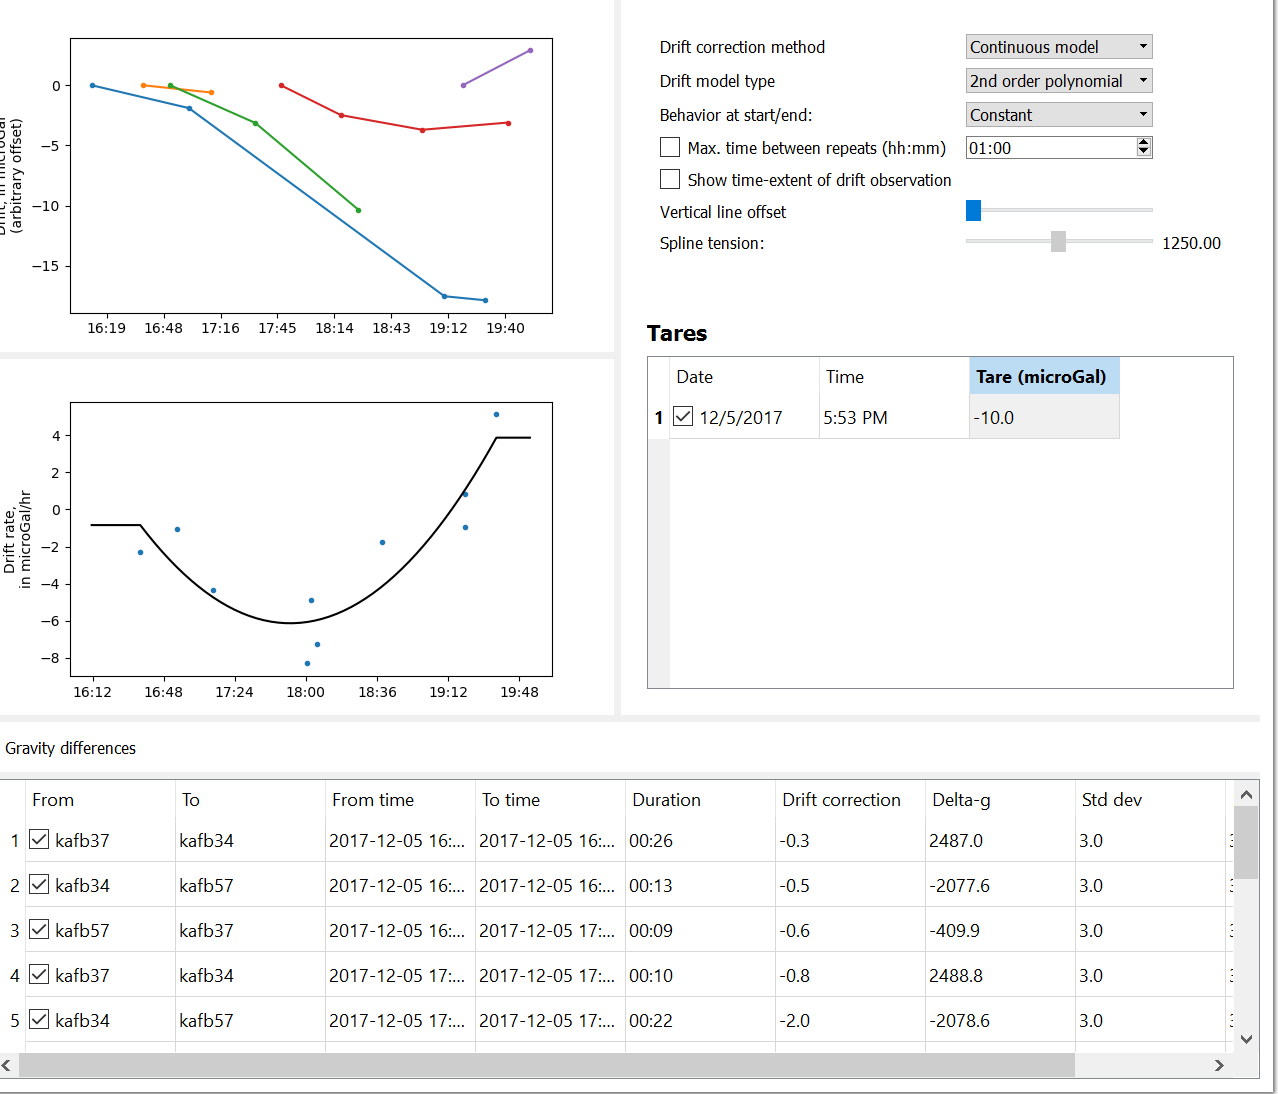 Drift, in microGal
(arbitrary offset)
0
−5
−10
−15
16:19 16:48 17:16 17:45 18:14 18:43 19:12 19:40
Drift rate,
in microGal/hr
4
2
0
−2
−4
−6
−8
16:12 16:48 17:24 18:00 18:36 19:12 19:48
Drift correction method Continuous model
Drift model type 2nd order polynomial
Behavior at start/end: Constant
Max. time between repeats (hh:mm) 01:00
Show time-extent of drift observation
Vertical line offset
Spline tension: 1250.00
Tares
Date Time Tare (microGal)
1 12/5/2017 5:53 PM -10.0
Gravity differences
From To From time To time Duration Drift correction Delta-g Std dev
1 kafb37 kafb34 2017-12-05 16:... 2017-12-05 16:... 00:26 -0.3 2487.0 3.0
2 kafb34 kafb57 2017-12-05 16:... 2017-12-05 16:... 00:13 -0.5 -2077.6 3.0
3 kafb57 kafb37 2017-12-05 16:... 2017-12-05 17:... 00:09 -0.6 -409.9 3.0
4 kafb37 kafb34 2017-12-05 17:... 2017-12-05 17:... 00:10 -0.8 2488.8 3.0
5 kafb34 kafb57 2017-12-05 17:... 2017-12-05 17:... 00:22 -2.0 -2078.6 3.0